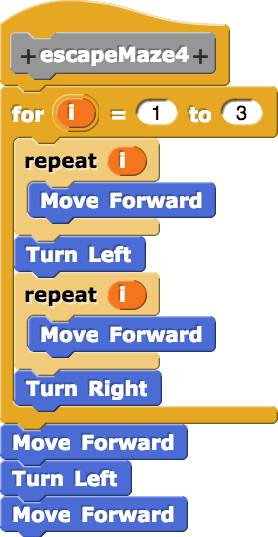 + escapeMaze4 +
for i = 1 to 3
repeat i
Move Forward
Turn Left
repeat i
Move Forward
Turn Right
Move Forward
Turn Left
Move Forward